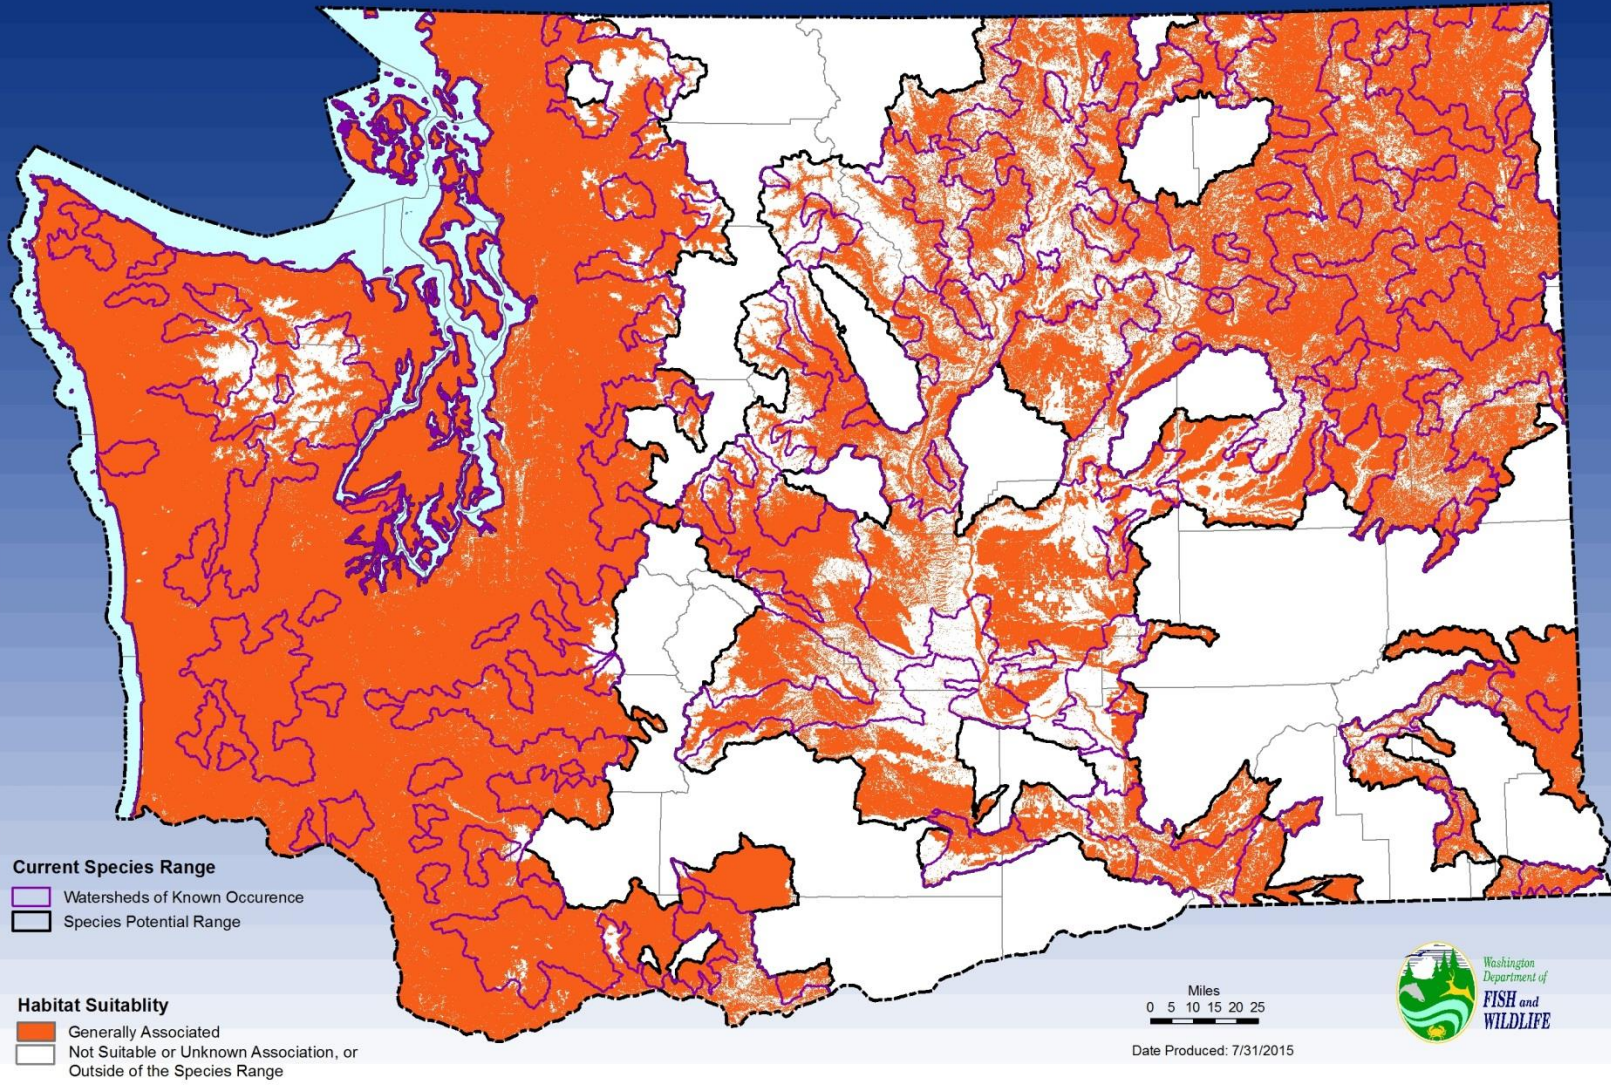 Current Species Range
Watersheds of Known Occurence
Species Potential Range
Habitat Suitablity
Generally Associated
Not Suitable or Unknown Association, or
Outside of the Species Range
Miles
0 5 10 15 20 25
Date Produced: 7/31/2015
Washington
Department of
FISH and
WILDLIFE